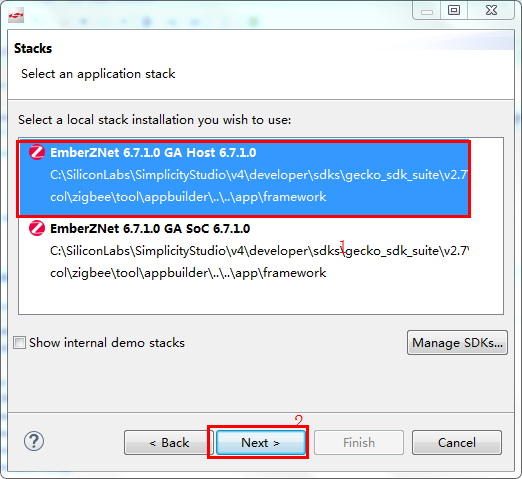 Stacks
Select an application stack
Select a local stack installation you wish to use:
EmberZNet 6.7.1.0 GA Host 6.7.1.0
C:\SiliconLabs\SimplicityStudio\v4\developer\sdks\gecko_sdk_suite\v2.7\
col\zigbee\tool\appbuilder\..\..\app\framework
EmberZNet 6.7.1.0 GA SoC 6.7.1.0
1
C:\SiliconLabs\SimplicityStudio\v4\developer\sdks\gecko_sdk_suite\v2.7\
col\zigbee\tool\appbuilder\..\..\app\framework
Show internal demo stacks
Manage SDKs...
2
? < Back Next > Finish Cancel